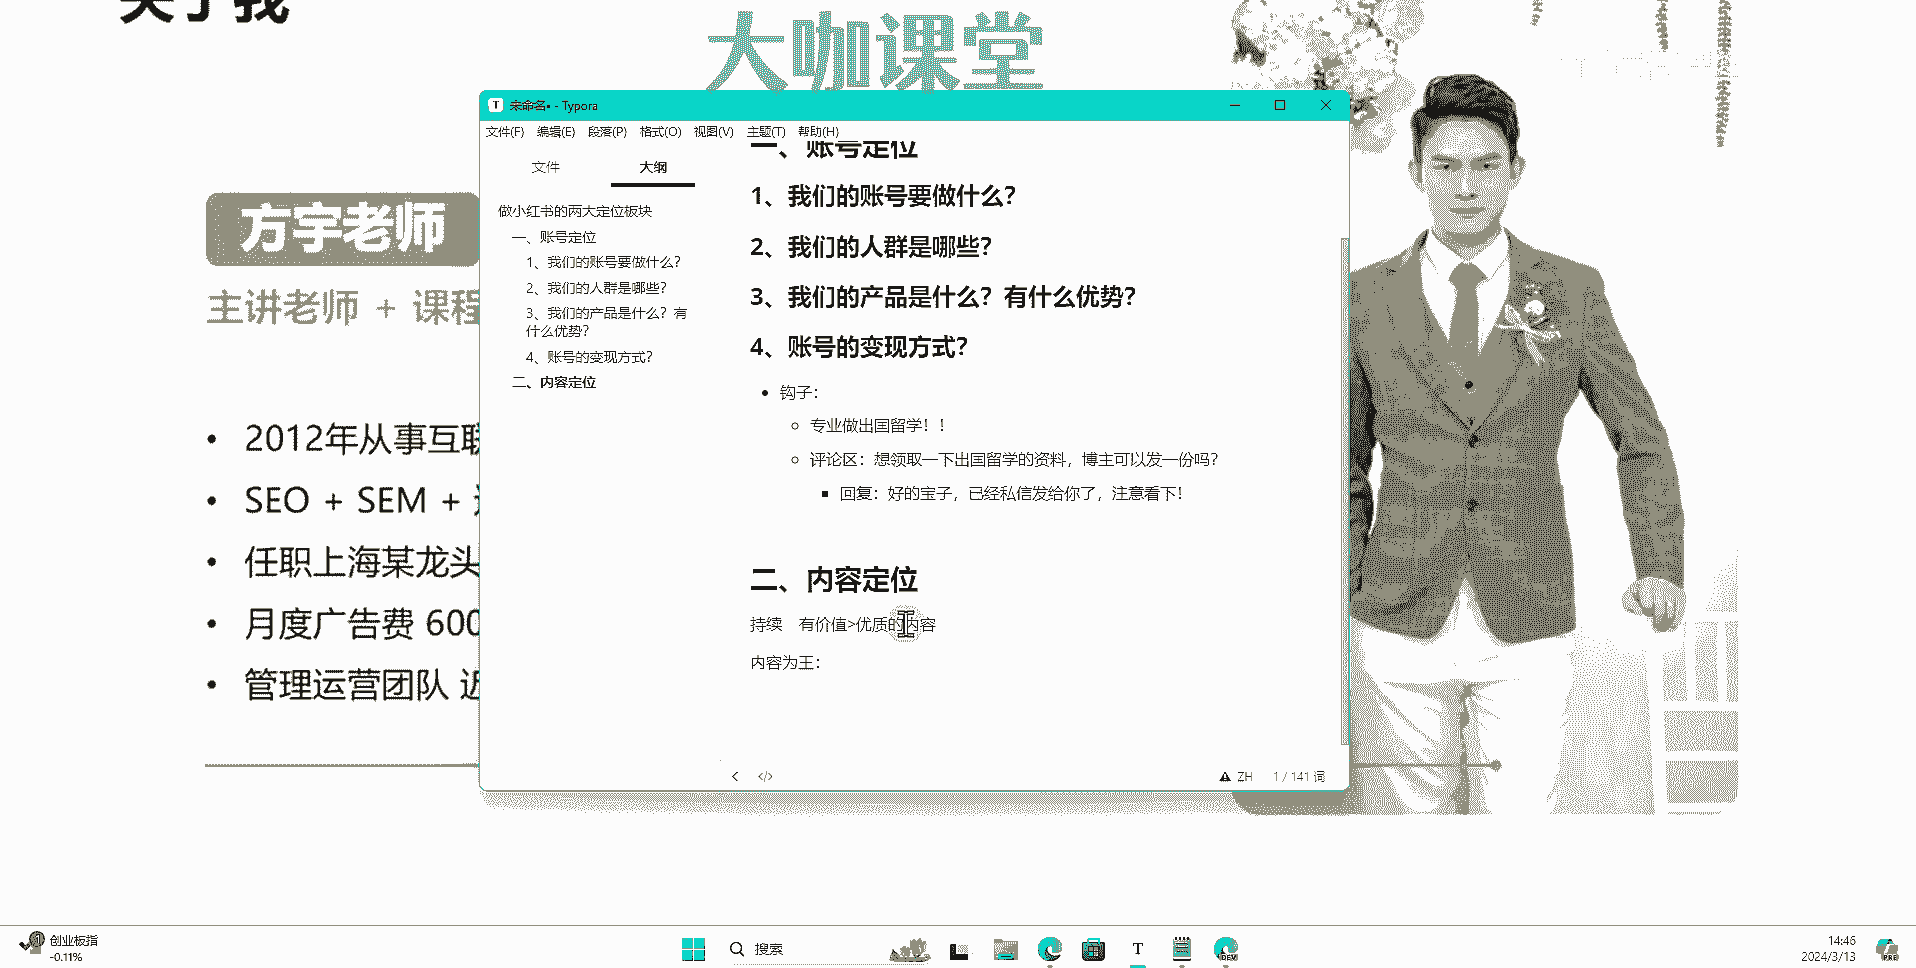 关于我
大咖课堂
方宇老师
主讲老师 + 课程
2012年从事互联
SEO + SEM +
任职上海某龙头
月度广告费 600
管理运营团队 近
未命名• - Typora
文件(F) 编辑(E) 段落(P) 格式(O) 视图(V) 主题(T) 帮助(H)
文件 大纲
做小红书的两大定位板块
一、账号定位
1、我们的账号要做什么？
2、我们的人群是哪些？
3、我们的产品是什么？有
什么优势？
4、账号的变现方式？
二、内容定位
一、账号定位
1、我们的账号要做什么？
2、我们的人群是哪些？
3、我们的产品是什么？有什么优势？
4、账号的变现方式？
钩子：
专业做出国留学！！
评论区：想领取一下出国留学的资料，博主可以发一份吗？
回复：好的宝子，已经私信发给你了，注意看下！
二、内容定位
持续 有价值>优质的内容
内容为王：
</> ZH 1 / 141 词
创业板指
-0.11%
搜索
T
DEV
14:46
2024/3/13
PRE